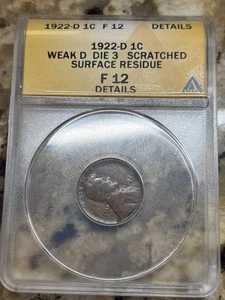 1922-D 1C F 12 DETAILS
1922-D 1C
WEAK D DIE 3 SCRATCHED
SURFACE RESIDUE
F 12
DETAILS